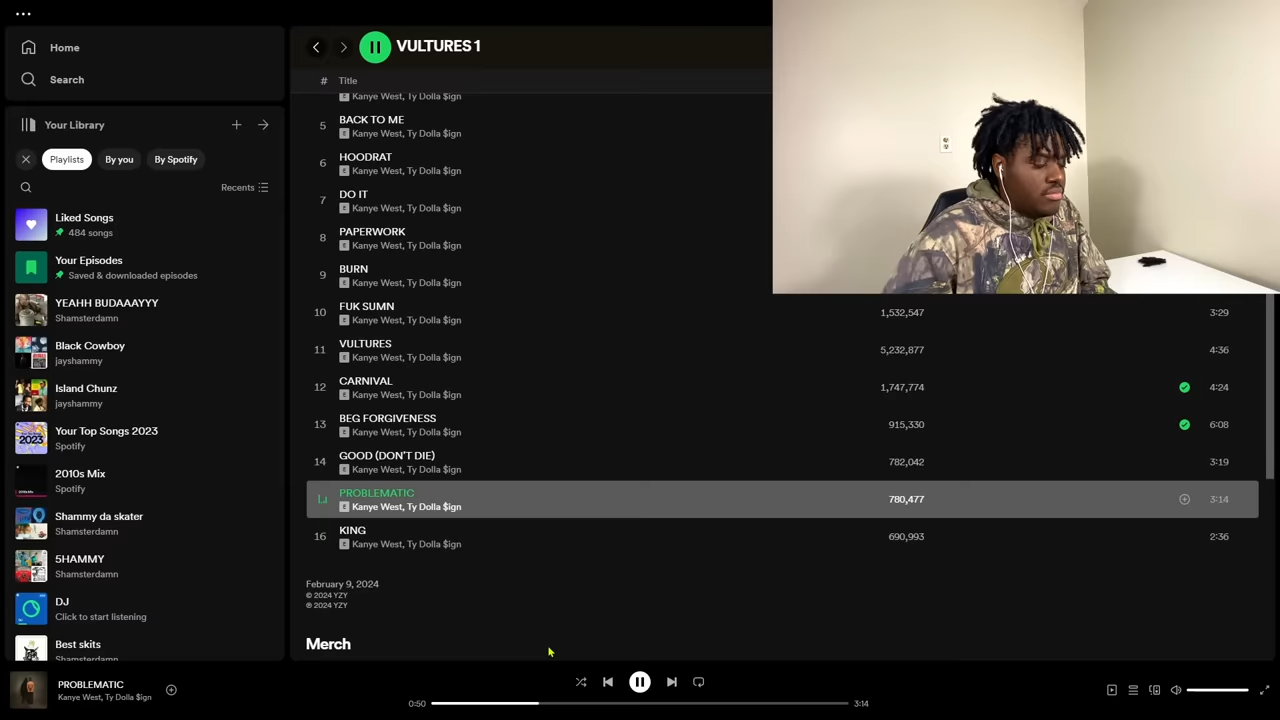 Home
Search
Your Library
Playlists
By you
By Spotify
Recents
Liked Songs
484 songs
Your Episodes
Saved & downloaded episodes
YEAHH BUDAAAYYY
Shamsterdamn
Black Cowboy
jayshammy
Island Chunz
jayshammy
2023
Your Top Songs 2023
Spotify
2010s Mix
Spotify
Shammy da skater
Shamsterdamn
5HAMMY
Shamsterdamn
DJ
Click to start listening
Best skits
Shamsterdamn
VULTURES 1
# Title
E Kanye West, Ty Dolla $ign
5 BACK TO ME
E Kanye West, Ty Dolla $ign
6 HOODRAT
E Kanye West, Ty Dolla $ign
7 DO IT
E Kanye West, Ty Dolla $ign
8 PAPERWORK
E Kanye West, Ty Dolla $ign
9 BURN
E Kanye West, Ty Dolla $ign
10 FUK SUMN 1,532,547 3:29
E Kanye West, Ty Dolla $ign
11 VULTURES 5,232,877 4:36
E Kanye West, Ty Dolla $ign
12 CARNIVAL 1,747,774 4:24
E Kanye West, Ty Dolla $ign
13 BEG FORGIVENESS 915,330 6:08
E Kanye West, Ty Dolla $ign
14 GOOD (DON'T DIE) 782,042 3:19
E Kanye West, Ty Dolla $ign
PROBLEMATIC 780,477 3:14
E Kanye West, Ty Dolla $ign
16 KING 690,993 2:36
E Kanye West, Ty Dolla $ign
February 9, 2024
© 2024 YZY
℗ 2024 YZY
Merch
PROBLEMATIC
Kanye West, Ty Dolla $ign
0:50 3:14